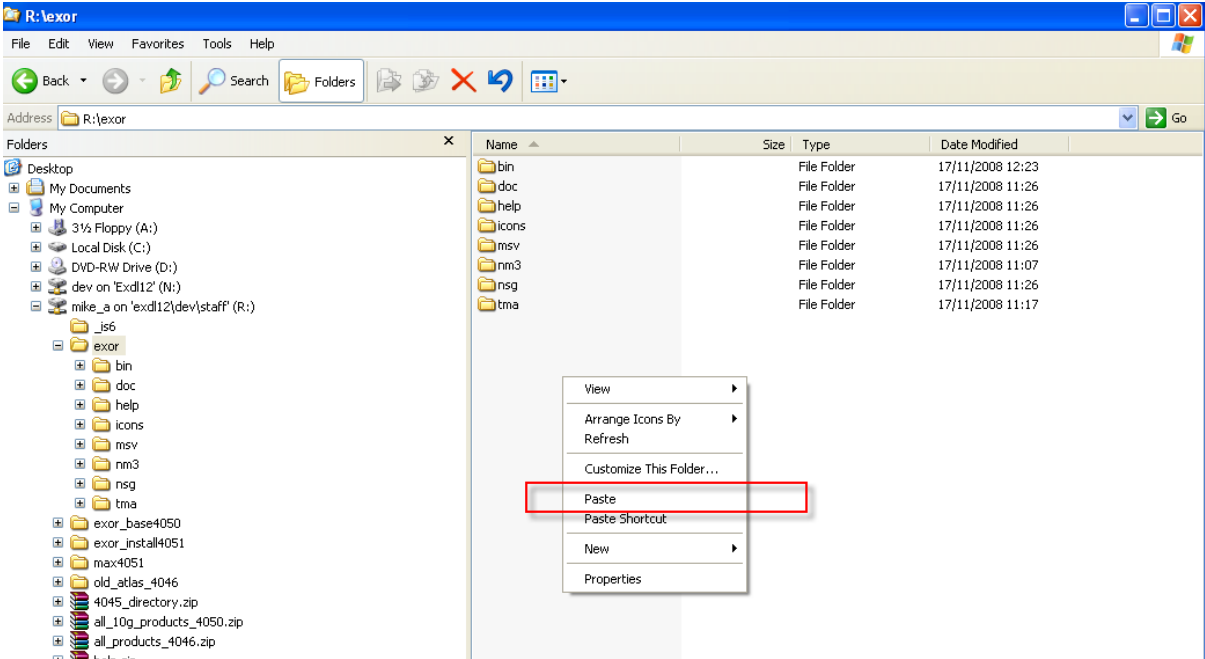 R:\exor
File Edit View Favorites Tools Help
Back Search Folders
Address R:\exor Go
Folders
Desktop
My Documents
My Computer
3½ Floppy (A:)
Local Disk (C:)
DVD-RW Drive (D:)
dev on 'Exdl12' (N:)
mike_a on 'exdl12\dev\staff' (R:)
_is6
exor
bin
doc
help
icons
msv
nm3
nsg
tma
exor_base4050
exor_install4051
max4051
old_atlas_4046
4045_directory.zip
all_10g_products_4050.zip
all_products_4046.zip
Name Size Type Date Modified
bin File Folder 17/11/2008 12:23
doc File Folder 17/11/2008 11:26
help File Folder 17/11/2008 11:26
icons File Folder 17/11/2008 11:26
msv File Folder 17/11/2008 11:26
nm3 File Folder 17/11/2008 11:07
nsg File Folder 17/11/2008 11:26
tma File Folder 17/11/2008 11:17
View
Arrange Icons By
Refresh
Customize This Folder...
Paste
Paste Shortcut
New
Properties